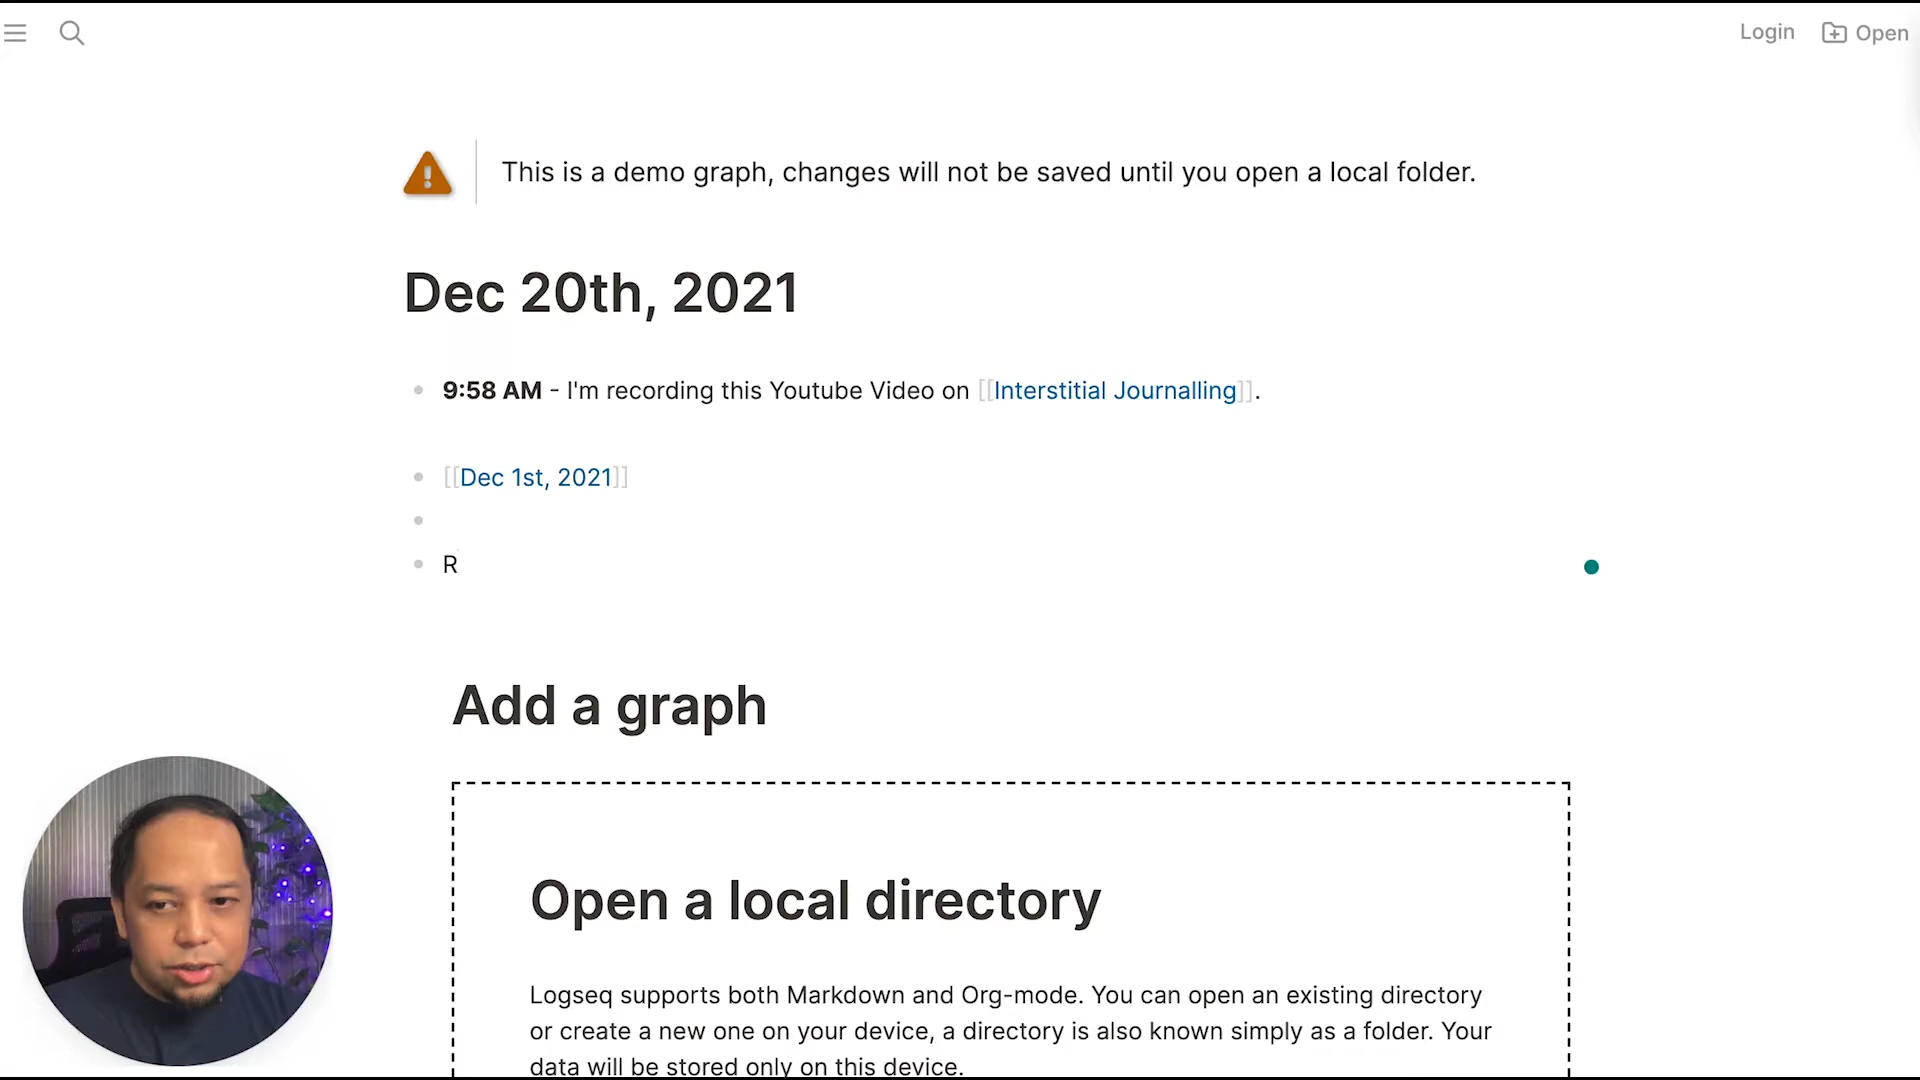 Login
Open
This is a demo graph, changes will not be saved until you open a local folder.
Dec 20th, 2021
9:58 AM - I'm recording this Youtube Video on [[Interstitial Journalling]].
[[Dec 1st, 2021]]
R
Add a graph
Open a local directory
Logseq supports both Markdown and Org-mode. You can open an existing directory
or create a new one on your device, a directory is also known simply as a folder. Your
data will be stored only on this device.